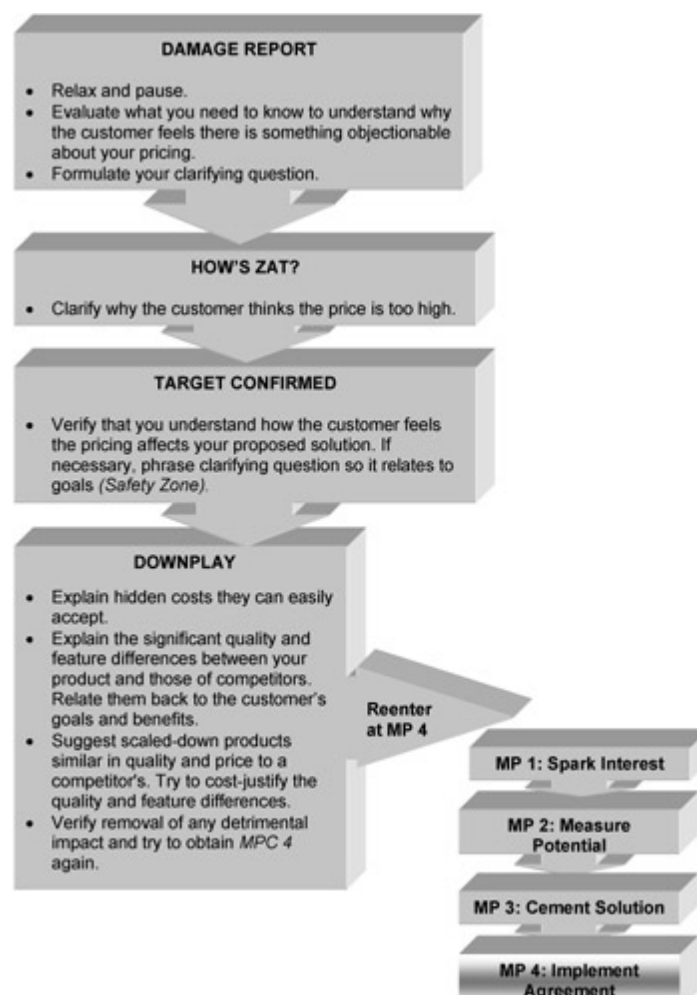 DAMAGE REPORT
• Relax and pause.
• Evaluate what you need to know to understand why
the customer feels there is something objectionable
about your pricing.
• Formulate your clarifying question.
HOW'S ZAT?
• Clarify why the customer thinks the price is too high.
TARGET CONFIRMED
• Verify that you understand how the customer feels
the pricing affects your proposed solution. If
necessary, phrase clarifying question so it relates to
goals (Safety Zone).
DOWNPLAY
• Explain hidden costs they can easily
accept.
• Explain the significant quality and
feature differences between your
product and those of competitors.
Relate them back to the customer's
goals and benefits.
• Suggest scaled-down products
similar in quality and price to a
competitor's. Try to cost-justify the
quality and feature differences.
• Verify removal of any detrimental
impact and try to obtain MPC 4
again.
Reenter
at MP 4
MP 1: Spark Interest
MP 2: Measure
Potential
MP 3: Cement Solution
MP 4: Implement
Agreement